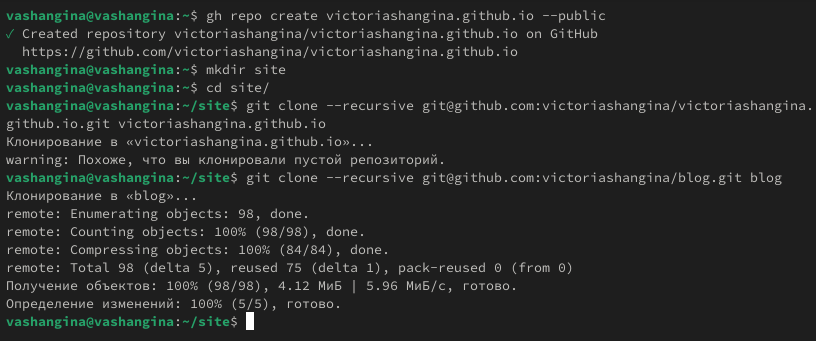 vashangina@vashangina:~$ gh repo create victoriashangina.github.io --public
✓ Created repository victoriashangina/victoriashangina.github.io on GitHub
  https://github.com/victoriashangina/victoriashangina.github.io
vashangina@vashangina:~$ mkdir site
vashangina@vashangina:~$ cd site/
vashangina@vashangina:~/site$ git clone --recursive git@github.com:victoriashangina/victoriashangina.
github.io.git victoriashangina.github.io
Клонирование в «victoriashangina.github.io»...
warning: Похоже, что вы клонировали пустой репозиторий.
vashangina@vashangina:~/site$ git clone --recursive git@github.com:victoriashangina/blog.git blog
Клонирование в «blog»...
remote: Enumerating objects: 98, done.
remote: Counting objects: 100% (98/98), done.
remote: Compressing objects: 100% (84/84), done.
remote: Total 98 (delta 5), reused 75 (delta 1), pack-reused 0 (from 0)
Получение объектов: 100% (98/98), 4.12 МиБ | 5.96 МиБ/с, готово.
Определение изменений: 100% (5/5), готово.
vashangina@vashangina:~/site$